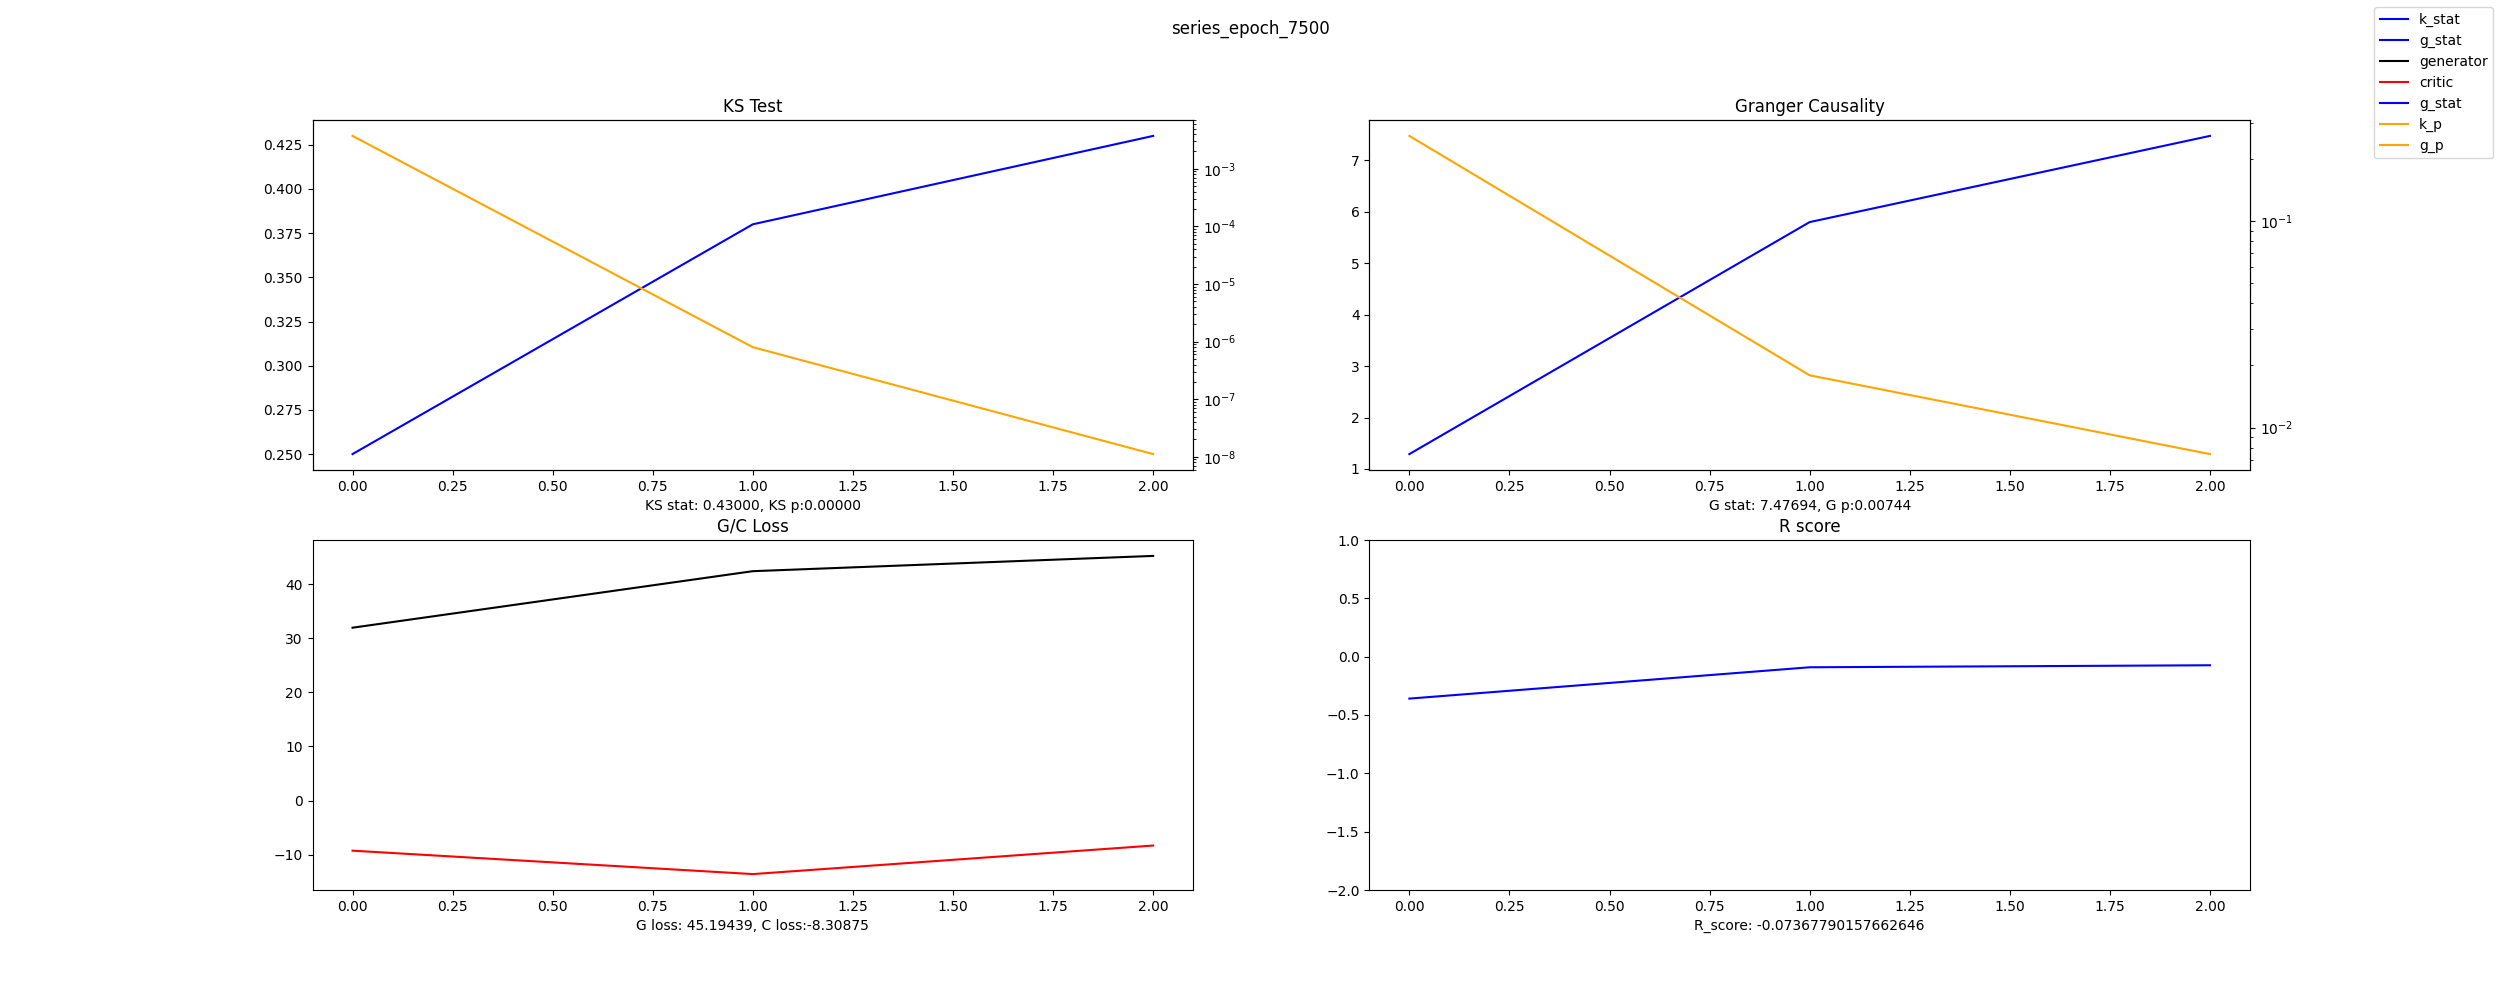 series_epoch_7500
k_stat
g_stat
generator
critic
g_stat
k_p
g_p
KS Test
0.425
0.400
0.375
0.350
0.325
0.300
0.275
0.250
10⁻³
10⁻⁴
10⁻⁵
10⁻⁶
10⁻⁷
10⁻⁸
0.00 0.25 0.50 0.75 1.00 1.25 1.50 1.75 2.00
KS stat: 0.43000, KS p:0.00000
Granger Causality
7
6
5
4
3
2
1
10⁻¹
10⁻²
0.00 0.25 0.50 0.75 1.00 1.25 1.50 1.75 2.00
G stat: 7.47694, G p:0.00744
G/C Loss
40
30
20
10
0
−10
0.00 0.25 0.50 0.75 1.00 1.25 1.50 1.75 2.00
G loss: 45.19439, C loss:-8.30875
R score
1.0
0.5
0.0
−0.5
−1.0
−1.5
−2.0
0.00 0.25 0.50 0.75 1.00 1.25 1.50 1.75 2.00
R_score: -0.07367790157662646